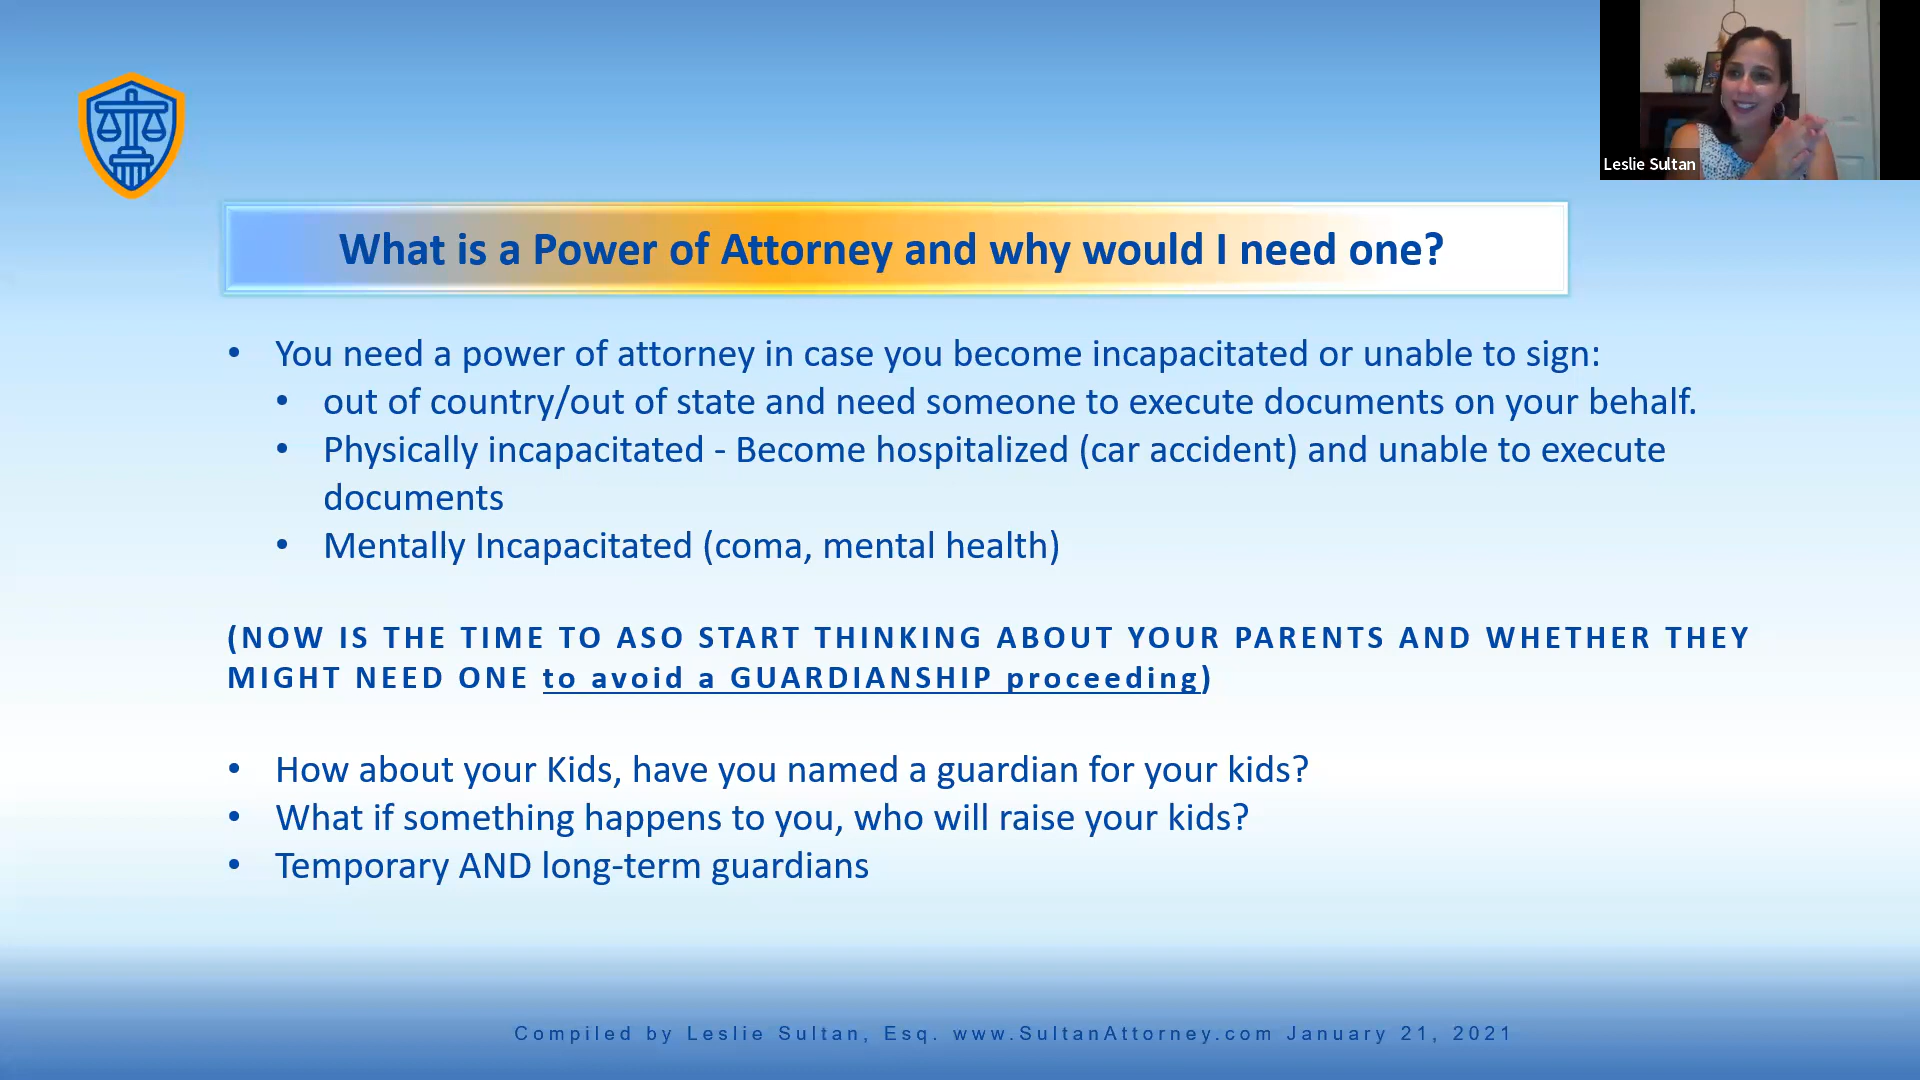 Leslie Sultan
What is a Power of Attorney and why would I need one?
• You need a power of attorney in case you become incapacitated or unable to sign:
• out of country/out of state and need someone to execute documents on your behalf.
• Physically incapacitated - Become hospitalized (car accident) and unable to execute
documents
• Mentally Incapacitated (coma, mental health)
(NOW IS THE TIME TO ASO START THINKING ABOUT YOUR PARENTS AND WHETHER THEY
MIGHT NEED ONE to avoid a GUARDIANSHIP proceeding)
• How about your Kids, have you named a guardian for your kids?
• What if something happens to you, who will raise your kids?
• Temporary AND long-term guardians
Compiled by Leslie Sultan, Esq. www.SultanAttorney.com January 21, 2021